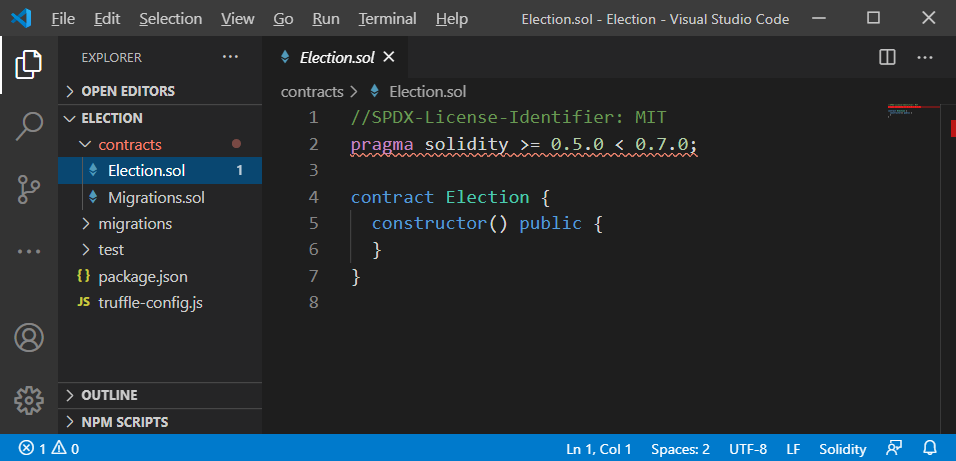 File Edit Selection View Go Run Terminal Help Election.sol - Election - Visual Studio Code
EXPLORER
OPEN EDITORS
ELECTION
contracts
Election.sol 1
Migrations.sol
migrations
test
{} package.json
JS truffle-config.js
OUTLINE
NPM SCRIPTS
Election.sol
contracts > Election.sol
1 //SPDX-License-Identifier: MIT
2 pragma solidity >= 0.5.0 < 0.7.0;
3
4 contract Election {
5 constructor() public {
6 }
7 }
8
1 0 Ln 1, Col 1 Spaces: 2 UTF-8 LF Solidity